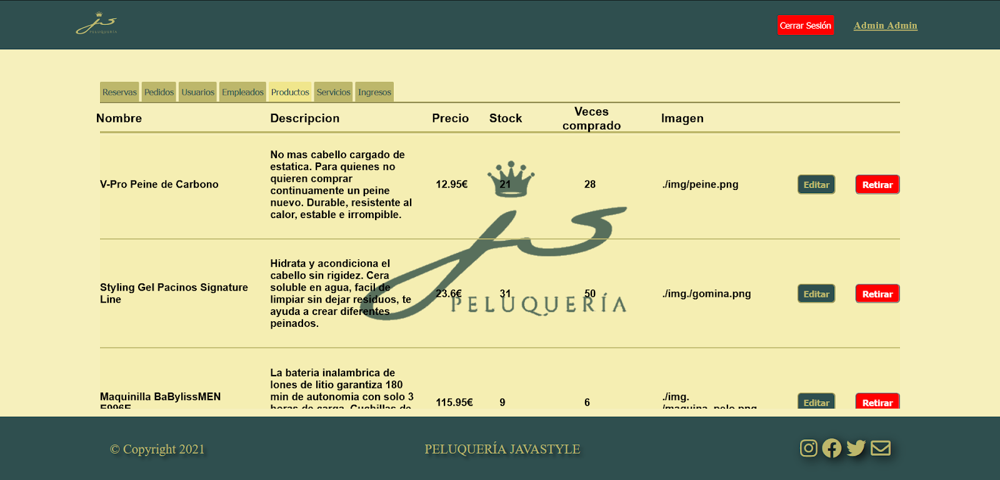 js
PELUQUERÍA
Cerrar Sesión
Admin Admin
Reservas Pedidos Usuarios Empleados Productos Servicios Ingresos
Nombre Descripcion Precio Stock Veces comprado Imagen
V-Pro Peine de Carbono
No mas cabello cargado de
estatica. Para quienes no
quieren comprar
continuamente un peine
nuevo. Durable, resistente al
calor, estable e irrompible.
12.95€ 21 28 ./img/peine.png Editar Retirar
js
PELUQUERÍA
Styling Gel Pacinos Signature
Line
Hidrata y acondiciona el
cabello sin rigidez. Cera
soluble en agua, facil de
limpiar sin dejar residuos, te
ayuda a crear diferentes
peinados.
23.6€ 31 50 ./img./gomina.png Editar Retirar
Maquinilla BaBylissMEN
E996E
La bateria inalambrica de
Iones de litio garantiza 180
min de autonomia con solo 3
horas de carga. Cuchillas de
115.95€ 9 6 ./img.
/maquina_pelo.png
Editar Retirar
© Copyright 2021
PELUQUERÍA JAVASTYLE